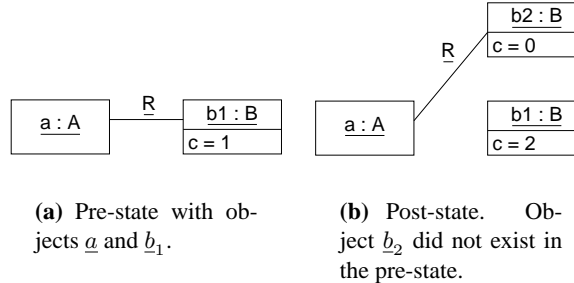 R
a : A
b1 : B
c = 1
b2 : B
c = 0
R
a : A
b1 : B
c = 2
(a) Pre-state with ob-
jects a and b1.
(b) Post-state. Ob-
ject b2 did not exist in
the pre-state.